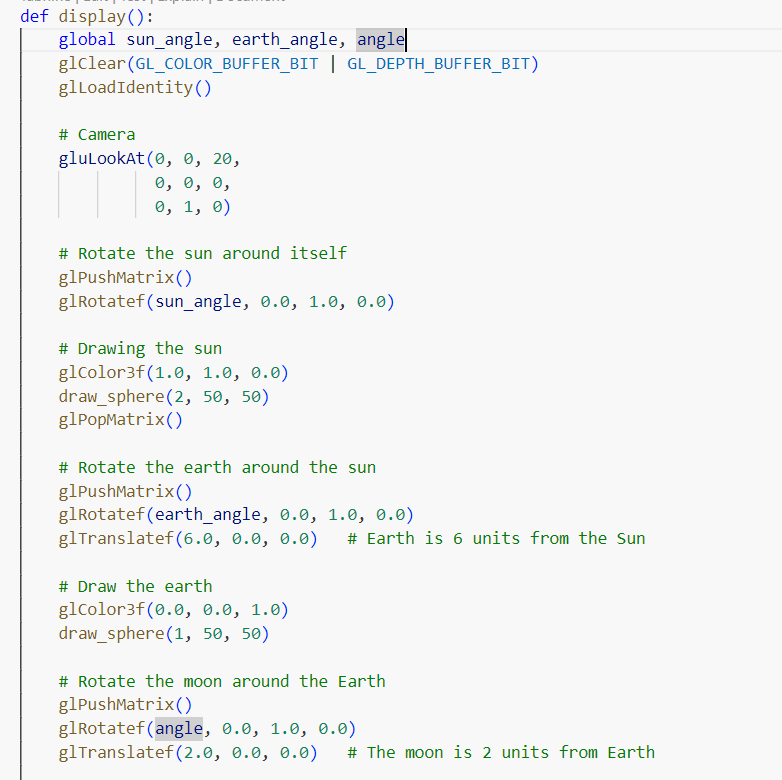 def display():
    global sun_angle, earth_angle, angle
    glClear(GL_COLOR_BUFFER_BIT | GL_DEPTH_BUFFER_BIT)
    glLoadIdentity()

    # Camera
    gluLookAt(0, 0, 20,
              0, 0, 0,
              0, 1, 0)

    # Rotate the sun around itself
    glPushMatrix()
    glRotatef(sun_angle, 0.0, 1.0, 0.0)

    # Drawing the sun
    glColor3f(1.0, 1.0, 0.0)
    draw_sphere(2, 50, 50)
    glPopMatrix()

    # Rotate the earth around the sun
    glPushMatrix()
    glRotatef(earth_angle, 0.0, 1.0, 0.0)
    glTranslatef(6.0, 0.0, 0.0)   # Earth is 6 units from the Sun

    # Draw the earth
    glColor3f(0.0, 0.0, 1.0)
    draw_sphere(1, 50, 50)

    # Rotate the moon around the Earth
    glPushMatrix()
    glRotatef(angle, 0.0, 1.0, 0.0)
    glTranslatef(2.0, 0.0, 0.0)   # The moon is 2 units from Earth